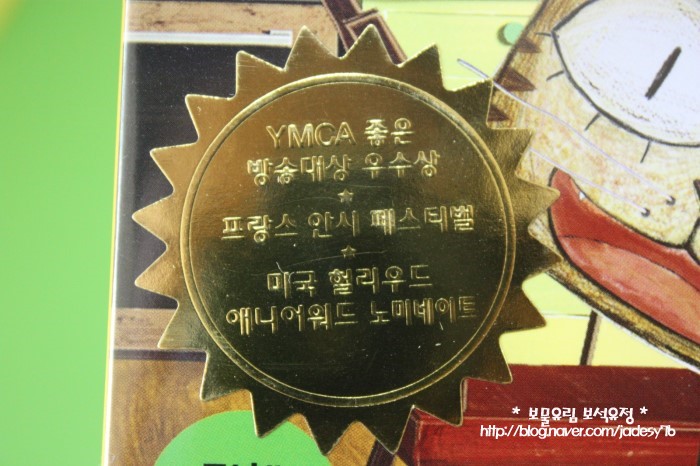 YMCA 좋은
방송대상 우수상
★
프랑스 안시 페스티벌
★
미국 헐리우드
애니어워드 노미네이트
* 보물유림 보석유정 *
http://blog.naver.com/jadesy76